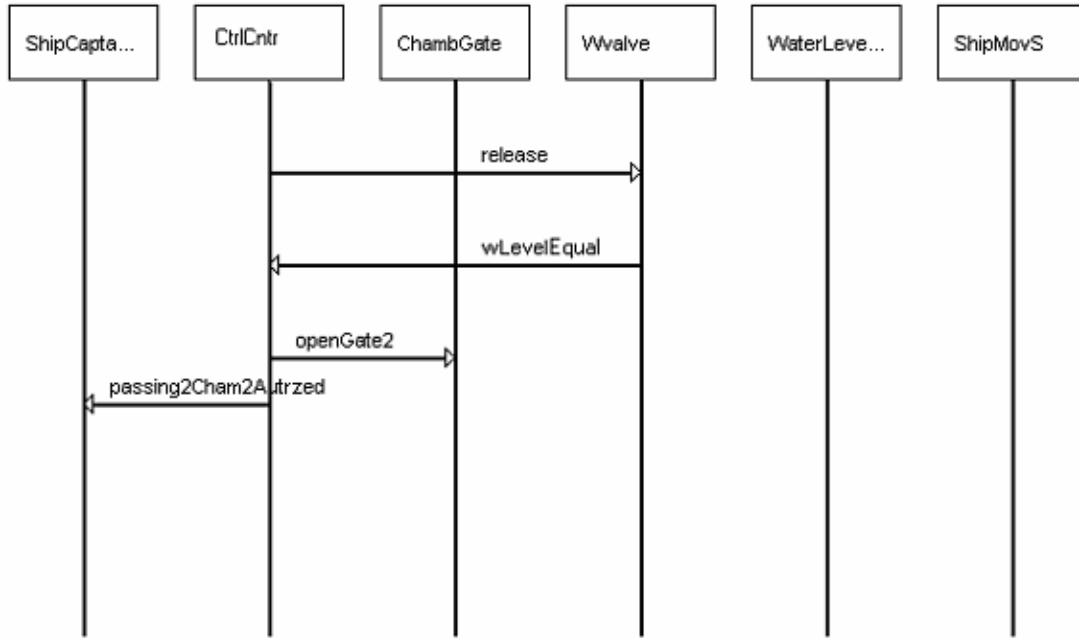 ShipCapta...
CtrlCntr
ChambGate
Wvalve
WaterLeve...
ShipMovS
release
wLevelEqual
openGate2
passing2Cham2Autrzed